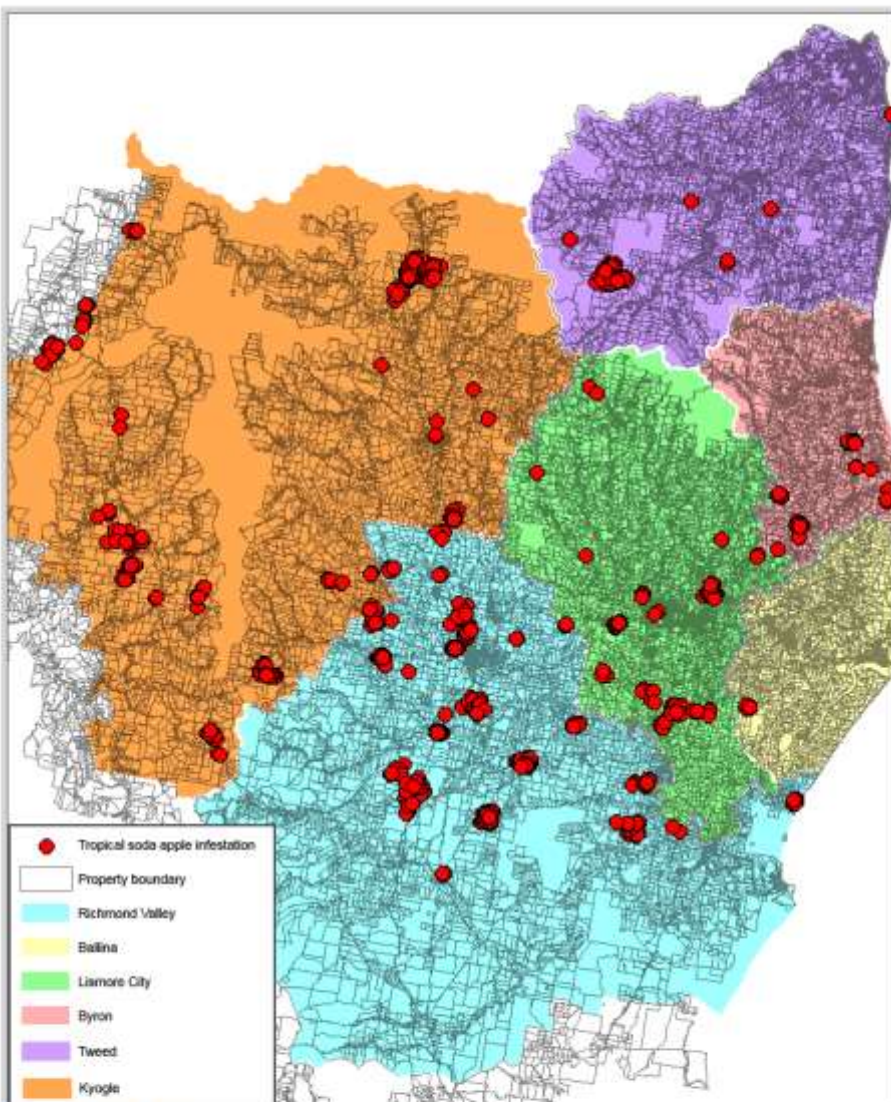 Tropical soda apple infestation
Property boundary
Richmond Valley
Ballina
Lismore City
Byron
Tweed
Kyogle